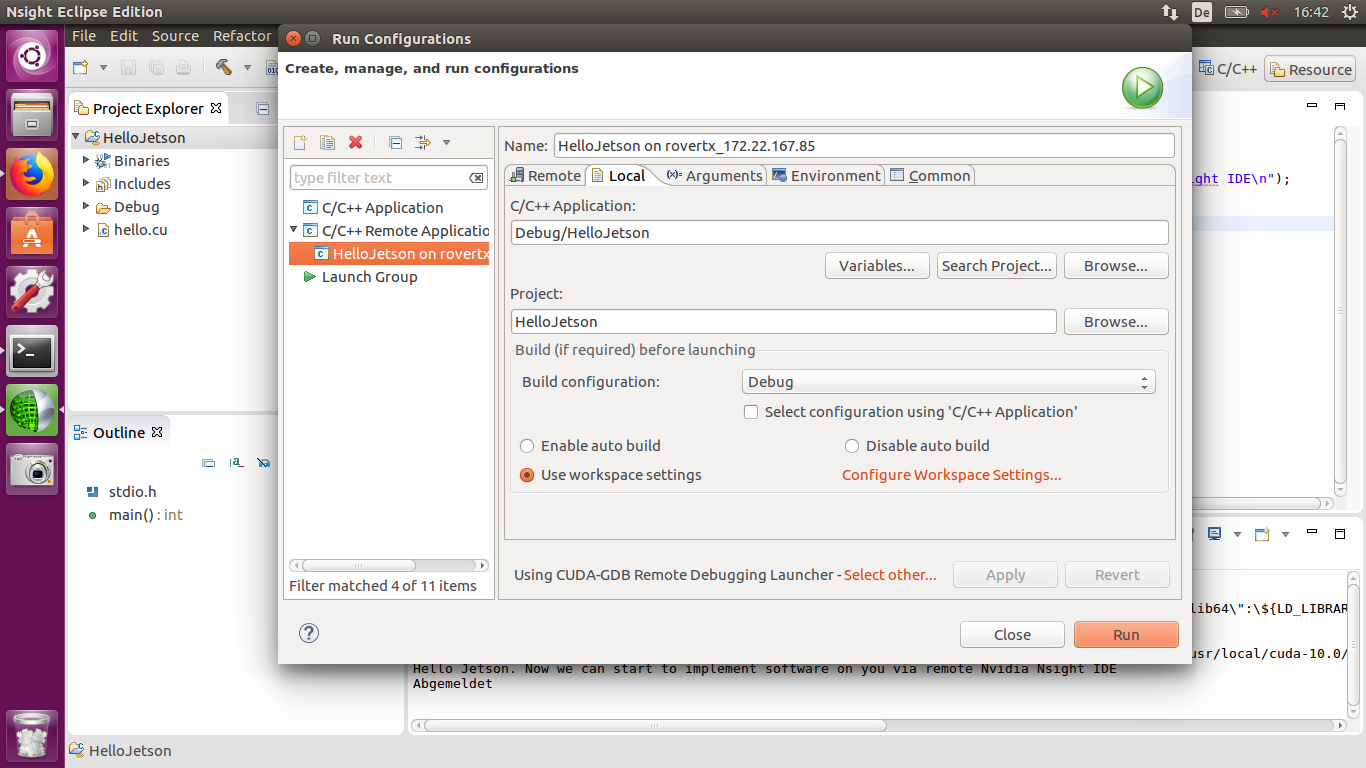 Nsight Eclipse Edition
De
16:42
File Edit Source Refactor
Run Configurations
Create, manage, and run configurations
C/C++
Resource
Project Explorer
HelloJetson
Binaries
Includes
Debug
hello.cu
type filter text
C/C++ Application
C/C++ Remote Applicatio
HelloJetson on rovertx
Launch Group
Filter matched 4 of 11 items
Name: HelloJetson on rovertx_172.22.167.85
Remote Local Arguments Environment Common
C/C++ Application:
Debug/HelloJetson
Variables... Search Project... Browse...
Project:
HelloJetson
Browse...
Build (if required) before launching
Build configuration: Debug
Select configuration using 'C/C++ Application'
Enable auto build Disable auto build
Use workspace settings Configure Workspace Settings...
Using CUDA-GDB Remote Debugging Launcher - Select other...
Apply Revert
Close Run
ght IDE\n");
Outline
stdio.h
main() : int
lib64\":\${LD_LIBRAR
usr/local/cuda-10.0/
Hello Jetson. Now we can start to implement software on you via remote Nvidia Nsight IDE
Abgemeldet
HelloJetson